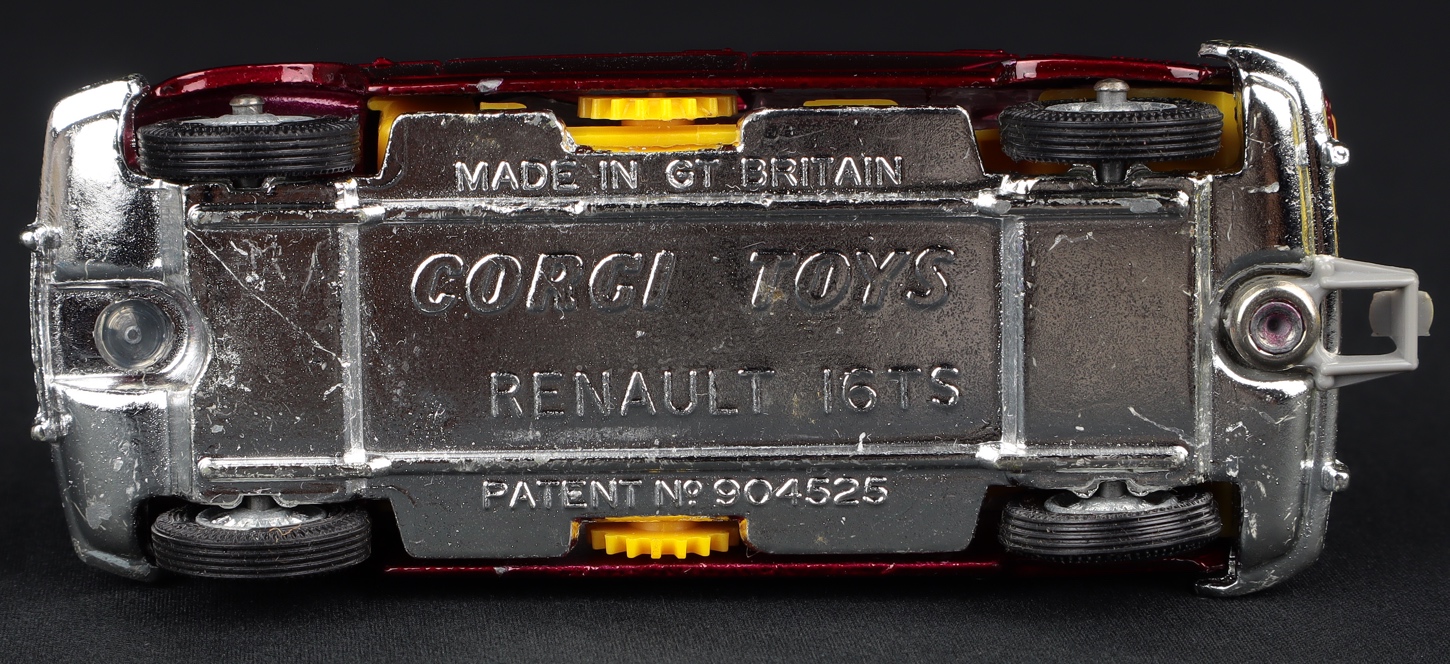 MADE IN GT BRITAIN
CORGI TOYS
RENAULT 16TS
PATENT Nº 904525